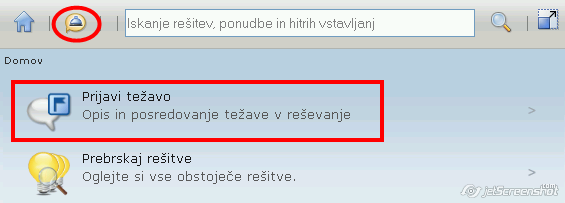 Iskanje rešitev, ponudbe in hitrih vstavljanj
Domov
Prijavi težavo
Opis in posredovanje težave v reševanje
>
Prebrskaj rešitve
Oglejte si vse obstoječe rešitve.
>
jetScreenshot
.com